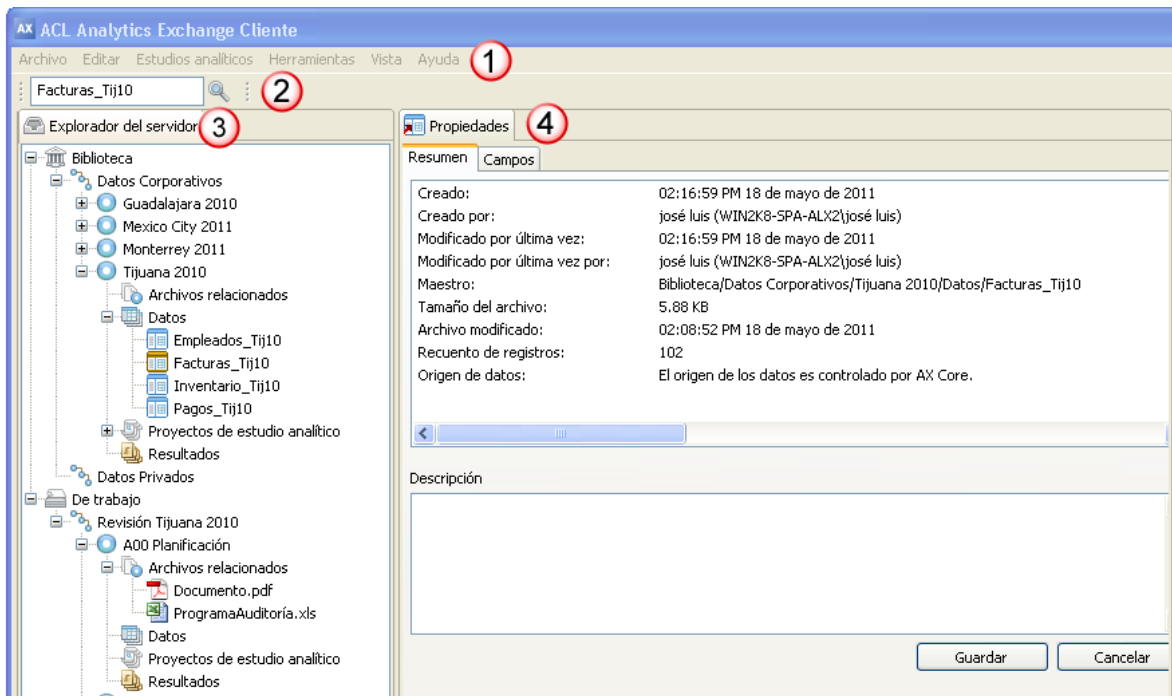 AX ACL Analytics Exchange Cliente
Archivo Editar Estudios analíticos Herramientas Vista Ayuda 1
Facturas_Tij10 2
Explorador del servidor 3
Biblioteca
Datos Corporativos
Guadalajara 2010
Mexico City 2011
Monterrey 2011
Tijuana 2010
Archivos relacionados
Datos
Empleados_Tij10
Facturas_Tij10
Inventario_Tij10
Pagos_Tij10
Proyectos de estudio analítico
Resultados
Datos Privados
De trabajo
Revisión Tijuana 2010
A00 Planificación
Archivos relacionados
Documento.pdf
ProgramaAuditoría.xls
Datos
Proyectos de estudio analítico
Resultados
Propiedades 4
Resumen Campos
Creado: 02:16:59 PM 18 de mayo de 2011
Creado por: josé luis (WIN2K8-SPA-ALX2\josé luis)
Modificado por última vez: 02:16:59 PM 18 de mayo de 2011
Modificado por última vez por: josé luis (WIN2K8-SPA-ALX2\josé luis)
Maestro: Biblioteca/Datos Corporativos/Tijuana 2010/Datos/Facturas_Tij10
Tamaño del archivo: 5.88 KB
Archivo modificado: 02:08:52 PM 18 de mayo de 2011
Recuento de registros: 102
Origen de datos: El origen de los datos es controlado por AX Core.
Descripción
Guardar Cancelar